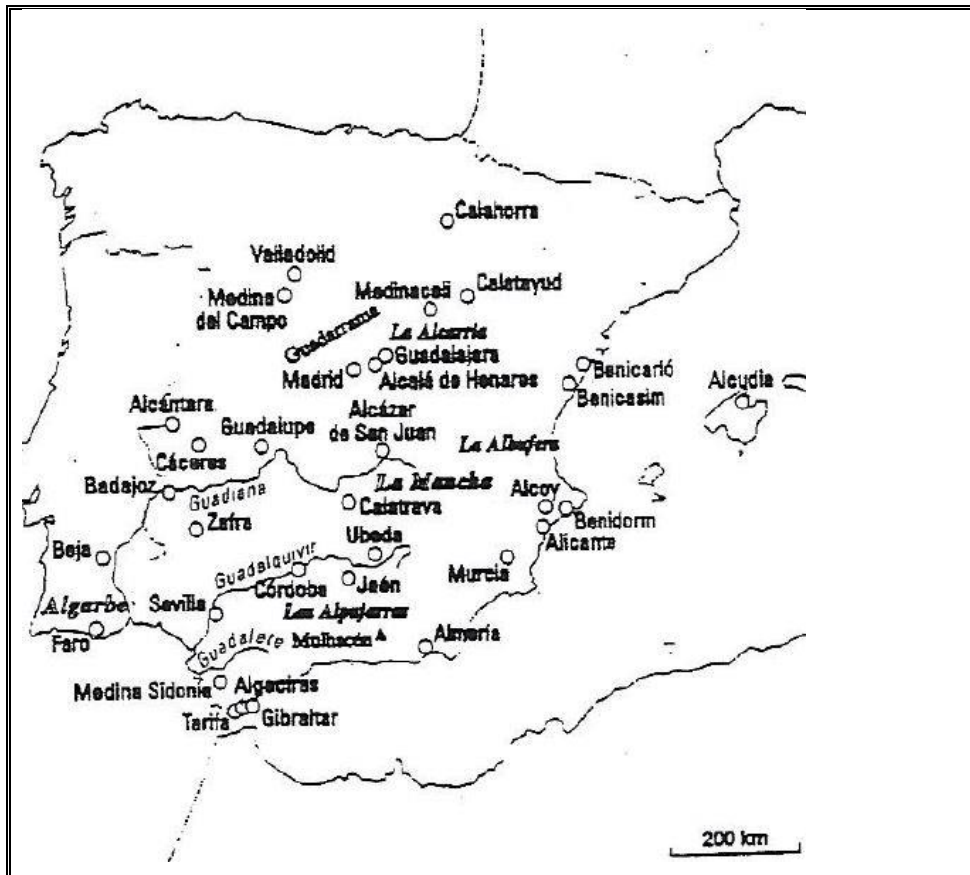 Calahorra
Valladolid
Medina
del Campo
Medinaceli
Calatayud
Guadarrama
La Alcarria
Guadalajara
Madrid
Alcalá de Henares
Benicarló
Benicasim
Alcudia
Alcántara
Guadalupe
Alcázar
de San Juan
La Albufera
Cáceres
Badajoz
Guadiana
La Mancha
Calatrava
Alcoy
Zafra
Benidorm
Alicante
Beja
Ubeda
Guadalquivir
Murcia
Córdoba
Jaén
Algarbe
Sevilla
Las Alpujarras
Faro
Guadalete
Mulhacén
Almería
Medina Sidonia
Algeciras
Tarifa
Gibraltar
200 km